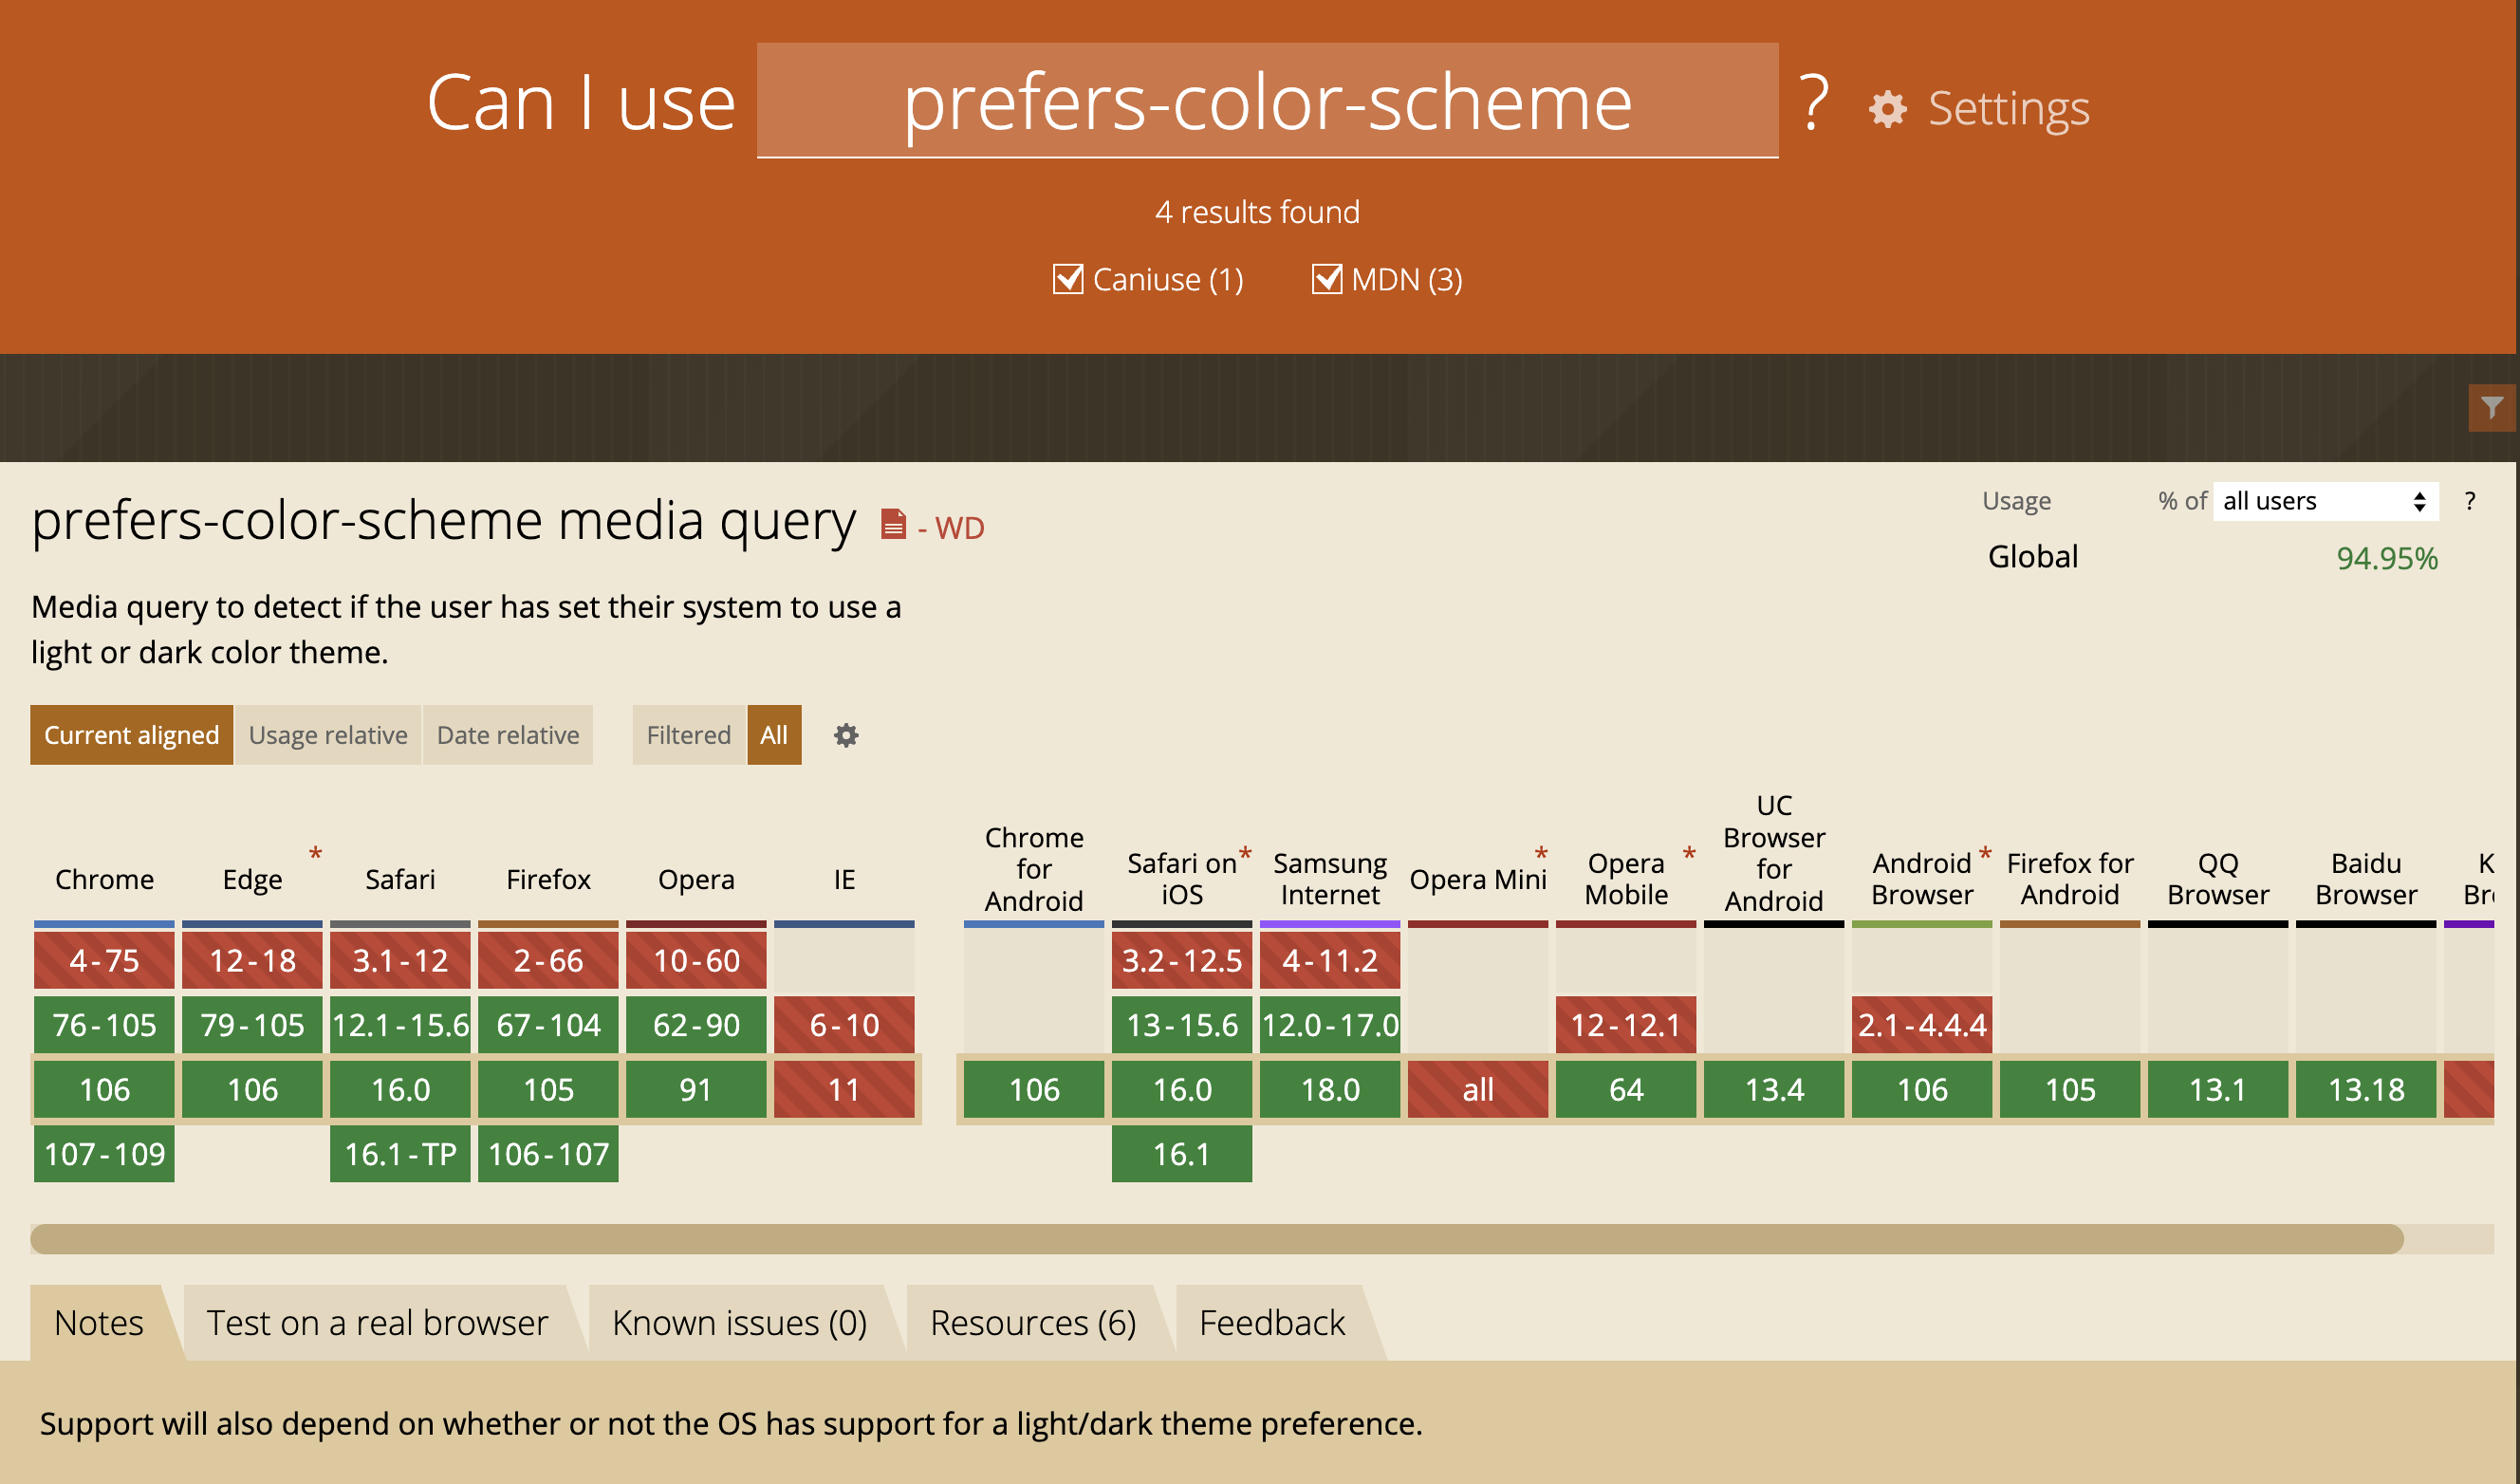 Can I use prefers-color-scheme ? Settings
4 results found
Caniuse (1) MDN (3)
prefers-color-scheme media query - WD
Usage % of all users ?
Global 94.95%
Media query to detect if the user has set their system to use a
light or dark color theme.
Current aligned Usage relative Date relative Filtered All
Chrome
Edge *
Safari
Firefox
Opera
IE
Chrome
for
Android
Safari on *
iOS
Samsung
Internet
Opera Mini *
Opera *
Mobile
UC
Browser
for
Android
Android *
Browser
Firefox for
Android
QQ
Browser
Baidu
Browser
4-75 12-18 3.1-12 2-66 10-60 3.2-12.5 4-11.2
76-105 79-105 12.1-15.6 67-104 62-90 6-10 13-15.6 12.0-17.0 12-12.1 2.1-4.4.4
106 106 16.0 105 91 11 106 16.0 18.0 all 64 13.4 106 105 13.1 13.18
107-109 16.1-TP 106-107 16.1
Notes Test on a real browser Known issues (0) Resources (6) Feedback
Support will also depend on whether or not the OS has support for a light/dark theme preference.